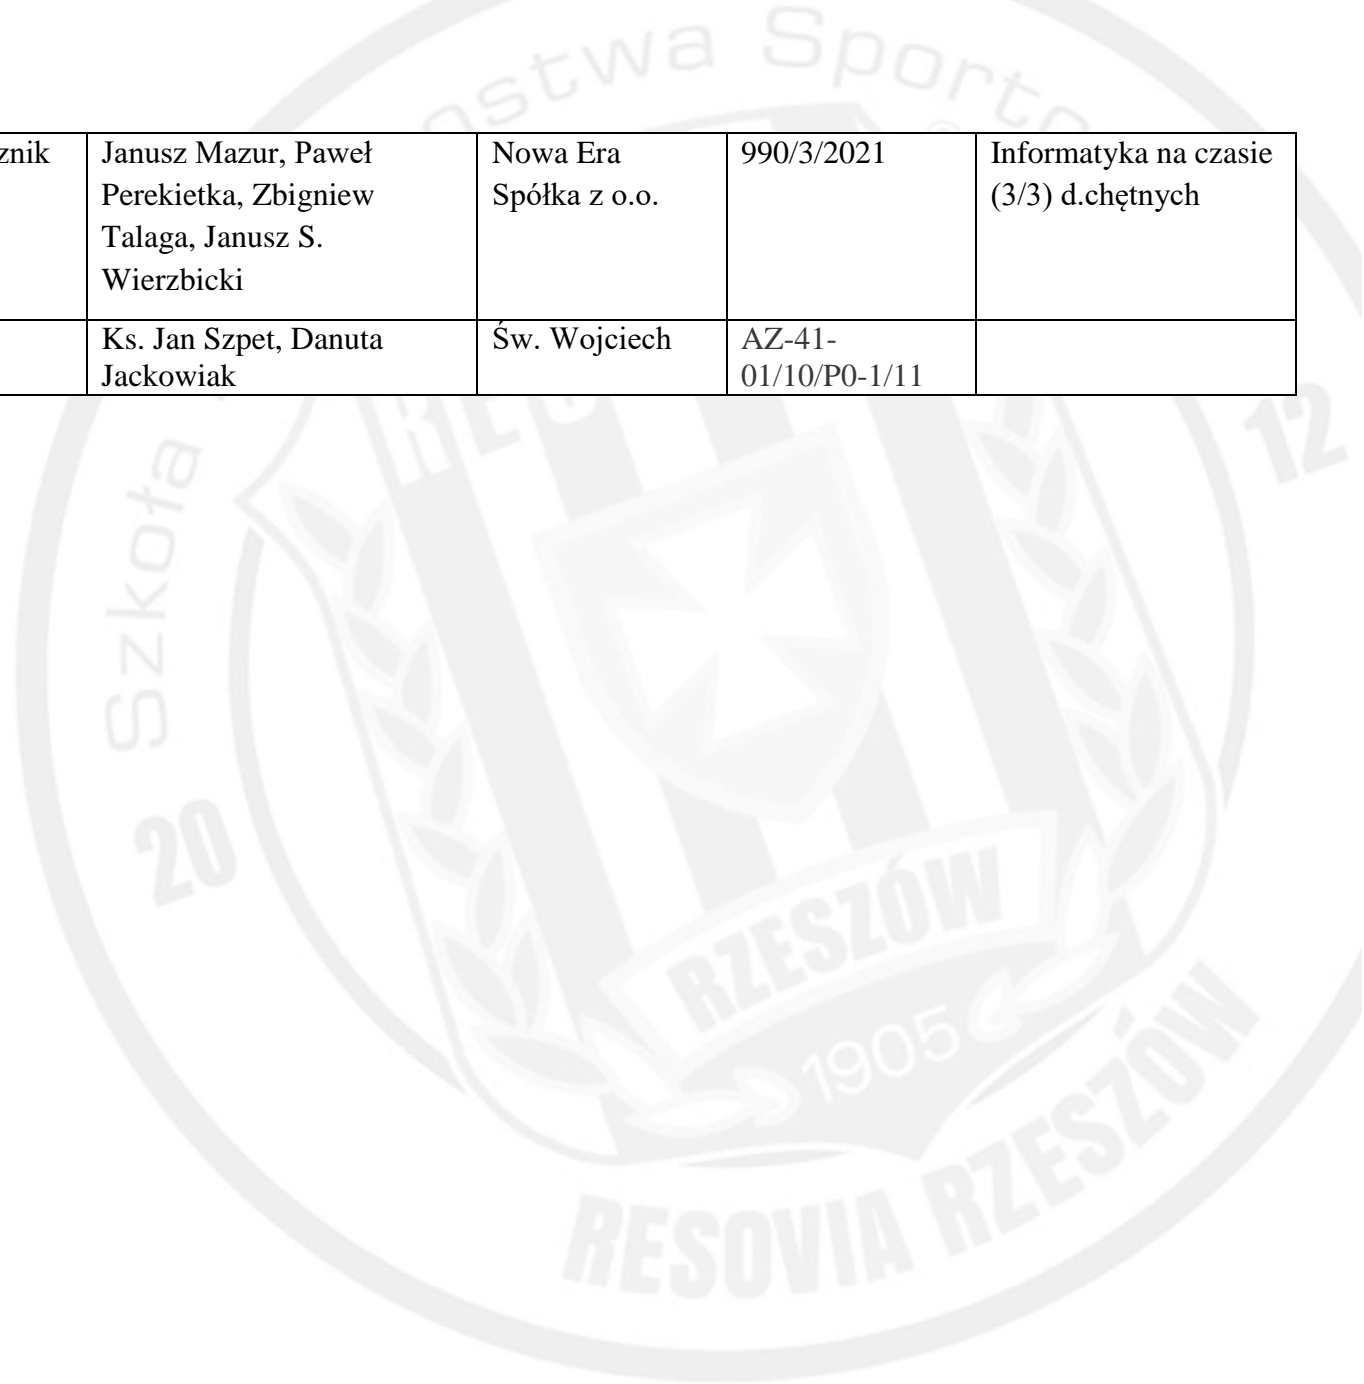 ostwa Sporto
znik
Janusz Mazur, Paweł
Perekietka, Zbigniew
Talaga, Janusz S.
Wierzbicki
Nowa Era
Spółka z o.o.
990/3/2021
Informatyka na czasie
(3/3) d.chętnych
Ks. Jan Szpet, Danuta
Jackowiak
Św. Wojciech
AZ-41-
01/10/P0-1/11
Szkoła
20
12
RZESZÓW
1905
RESOVIA RZESZÓW